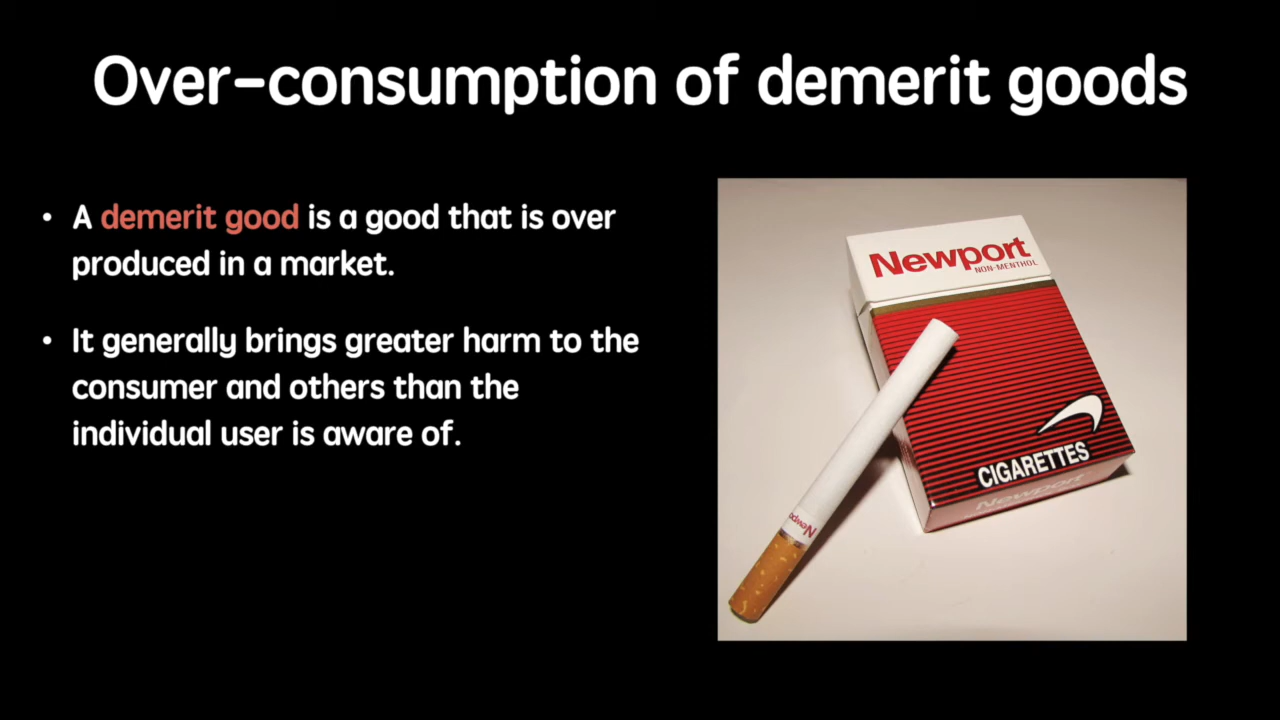 Over-consumption of demerit goods
• A demerit good is a good that is over
produced in a market.
• It generally brings greater harm to the
consumer and others than the
individual user is aware of.
Newport
NON-MENTHOL
CIGARETTES
Newport
Newpo